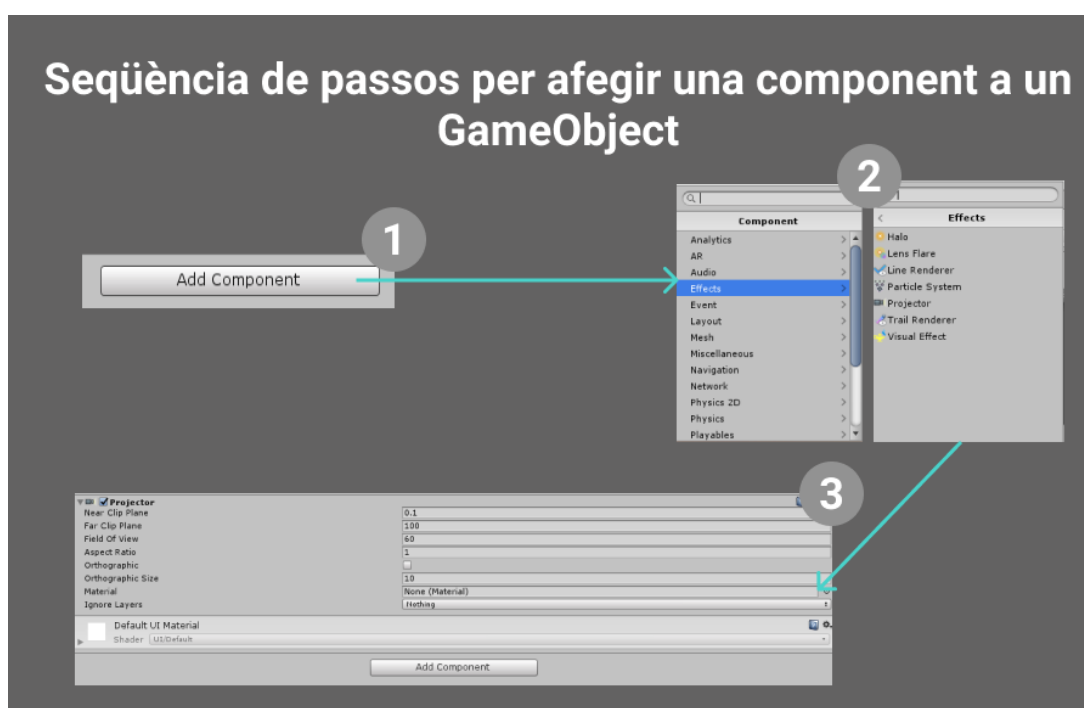 Seqüència de passos per afegir una component a un
GameObject
1
Add Component
2
Component
Analytics
AR
Audio
Effects
Event
Layout
Mesh
Miscellaneous
Navigation
Network
Physics 2D
Physics
Playables
Effects
Halo
Lens Flare
Line Renderer
Particle System
Projector
Trail Renderer
Visual Effect
3
Projector
Near Clip Plane 0.1
Far Clip Plane 100
Field Of View 60
Aspect Ratio 1
Orthographic
Orthographic Size 10
Material None (Material)
Ignore Layers Nothing
Default UI Material
Shader UI/Default
Add Component